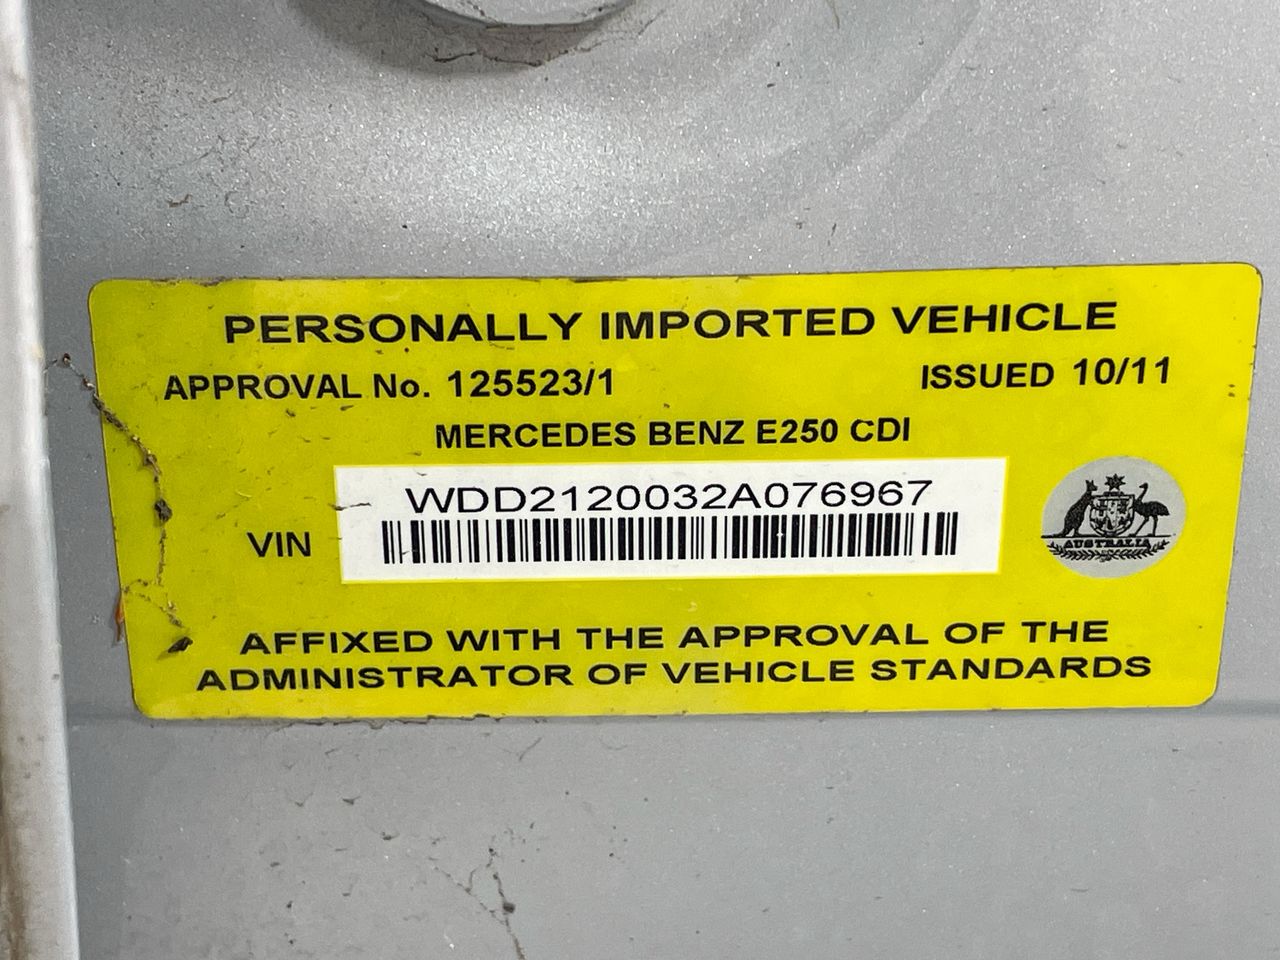 PERSONALLY IMPORTED VEHICLE
APPROVAL No. 125523/1 ISSUED 10/11
MERCEDES BENZ E250 CDI
WDD2120032A076967
VIN
AUSTRALIA
AFFIXED WITH THE APPROVAL OF THE
ADMINISTRATOR OF VEHICLE STANDARDS